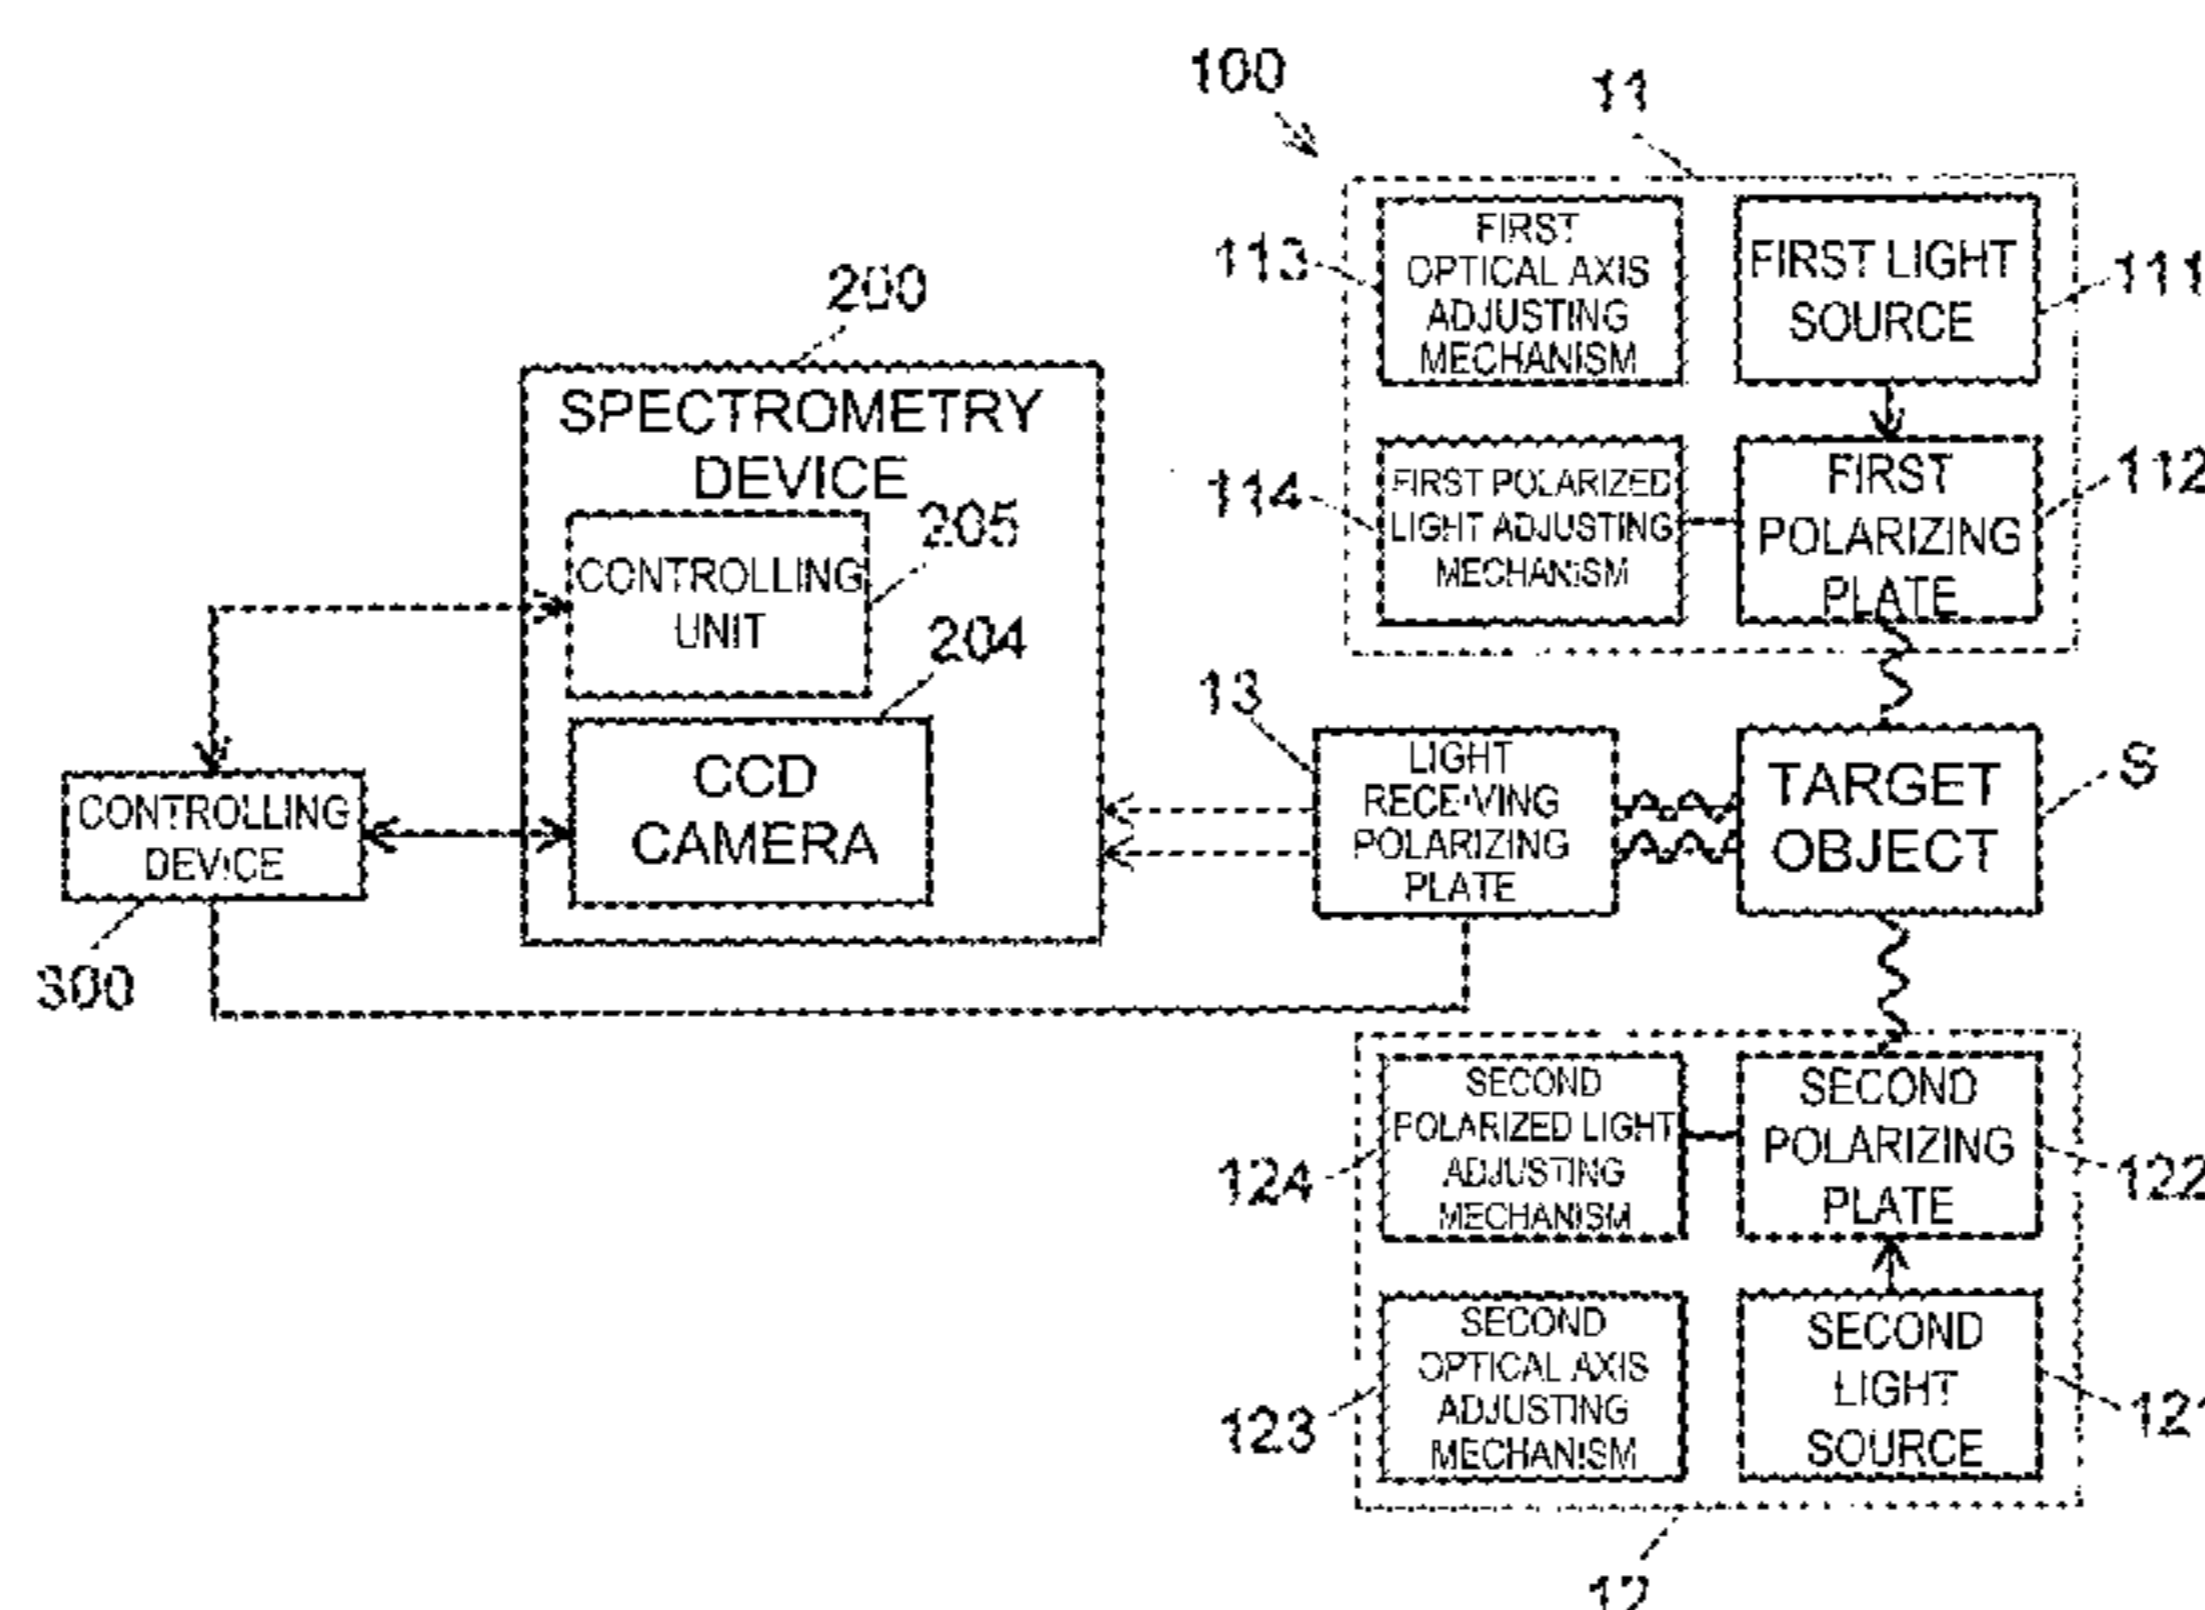 100
11
113
FIRST
OPTICAL AXIS
ADJUSTING
MECHANISM
FIRST LIGHT
SOURCE
111
200
SPECTROMETRY
DEVICE
114
FIRST POLARIZED
LIGHT ADJUSTING
MECHANISM
FIRST
POLARIZING
PLATE
112
205
CONTROLLING
UNIT
204
CCD
CAMERA
CONTROLLING
DEVICE
300
13
LIGHT
RECEIVING
POLARIZING
PLATE
TARGET
OBJECT
S
124
SECOND
POLARIZED LIGHT
ADJUSTING
MECHANISM
SECOND
POLARIZING
PLATE
122
123
SECOND
OPTICAL AXIS
ADJUSTING
MECHANISM
SECOND
LIGHT
SOURCE
121
12